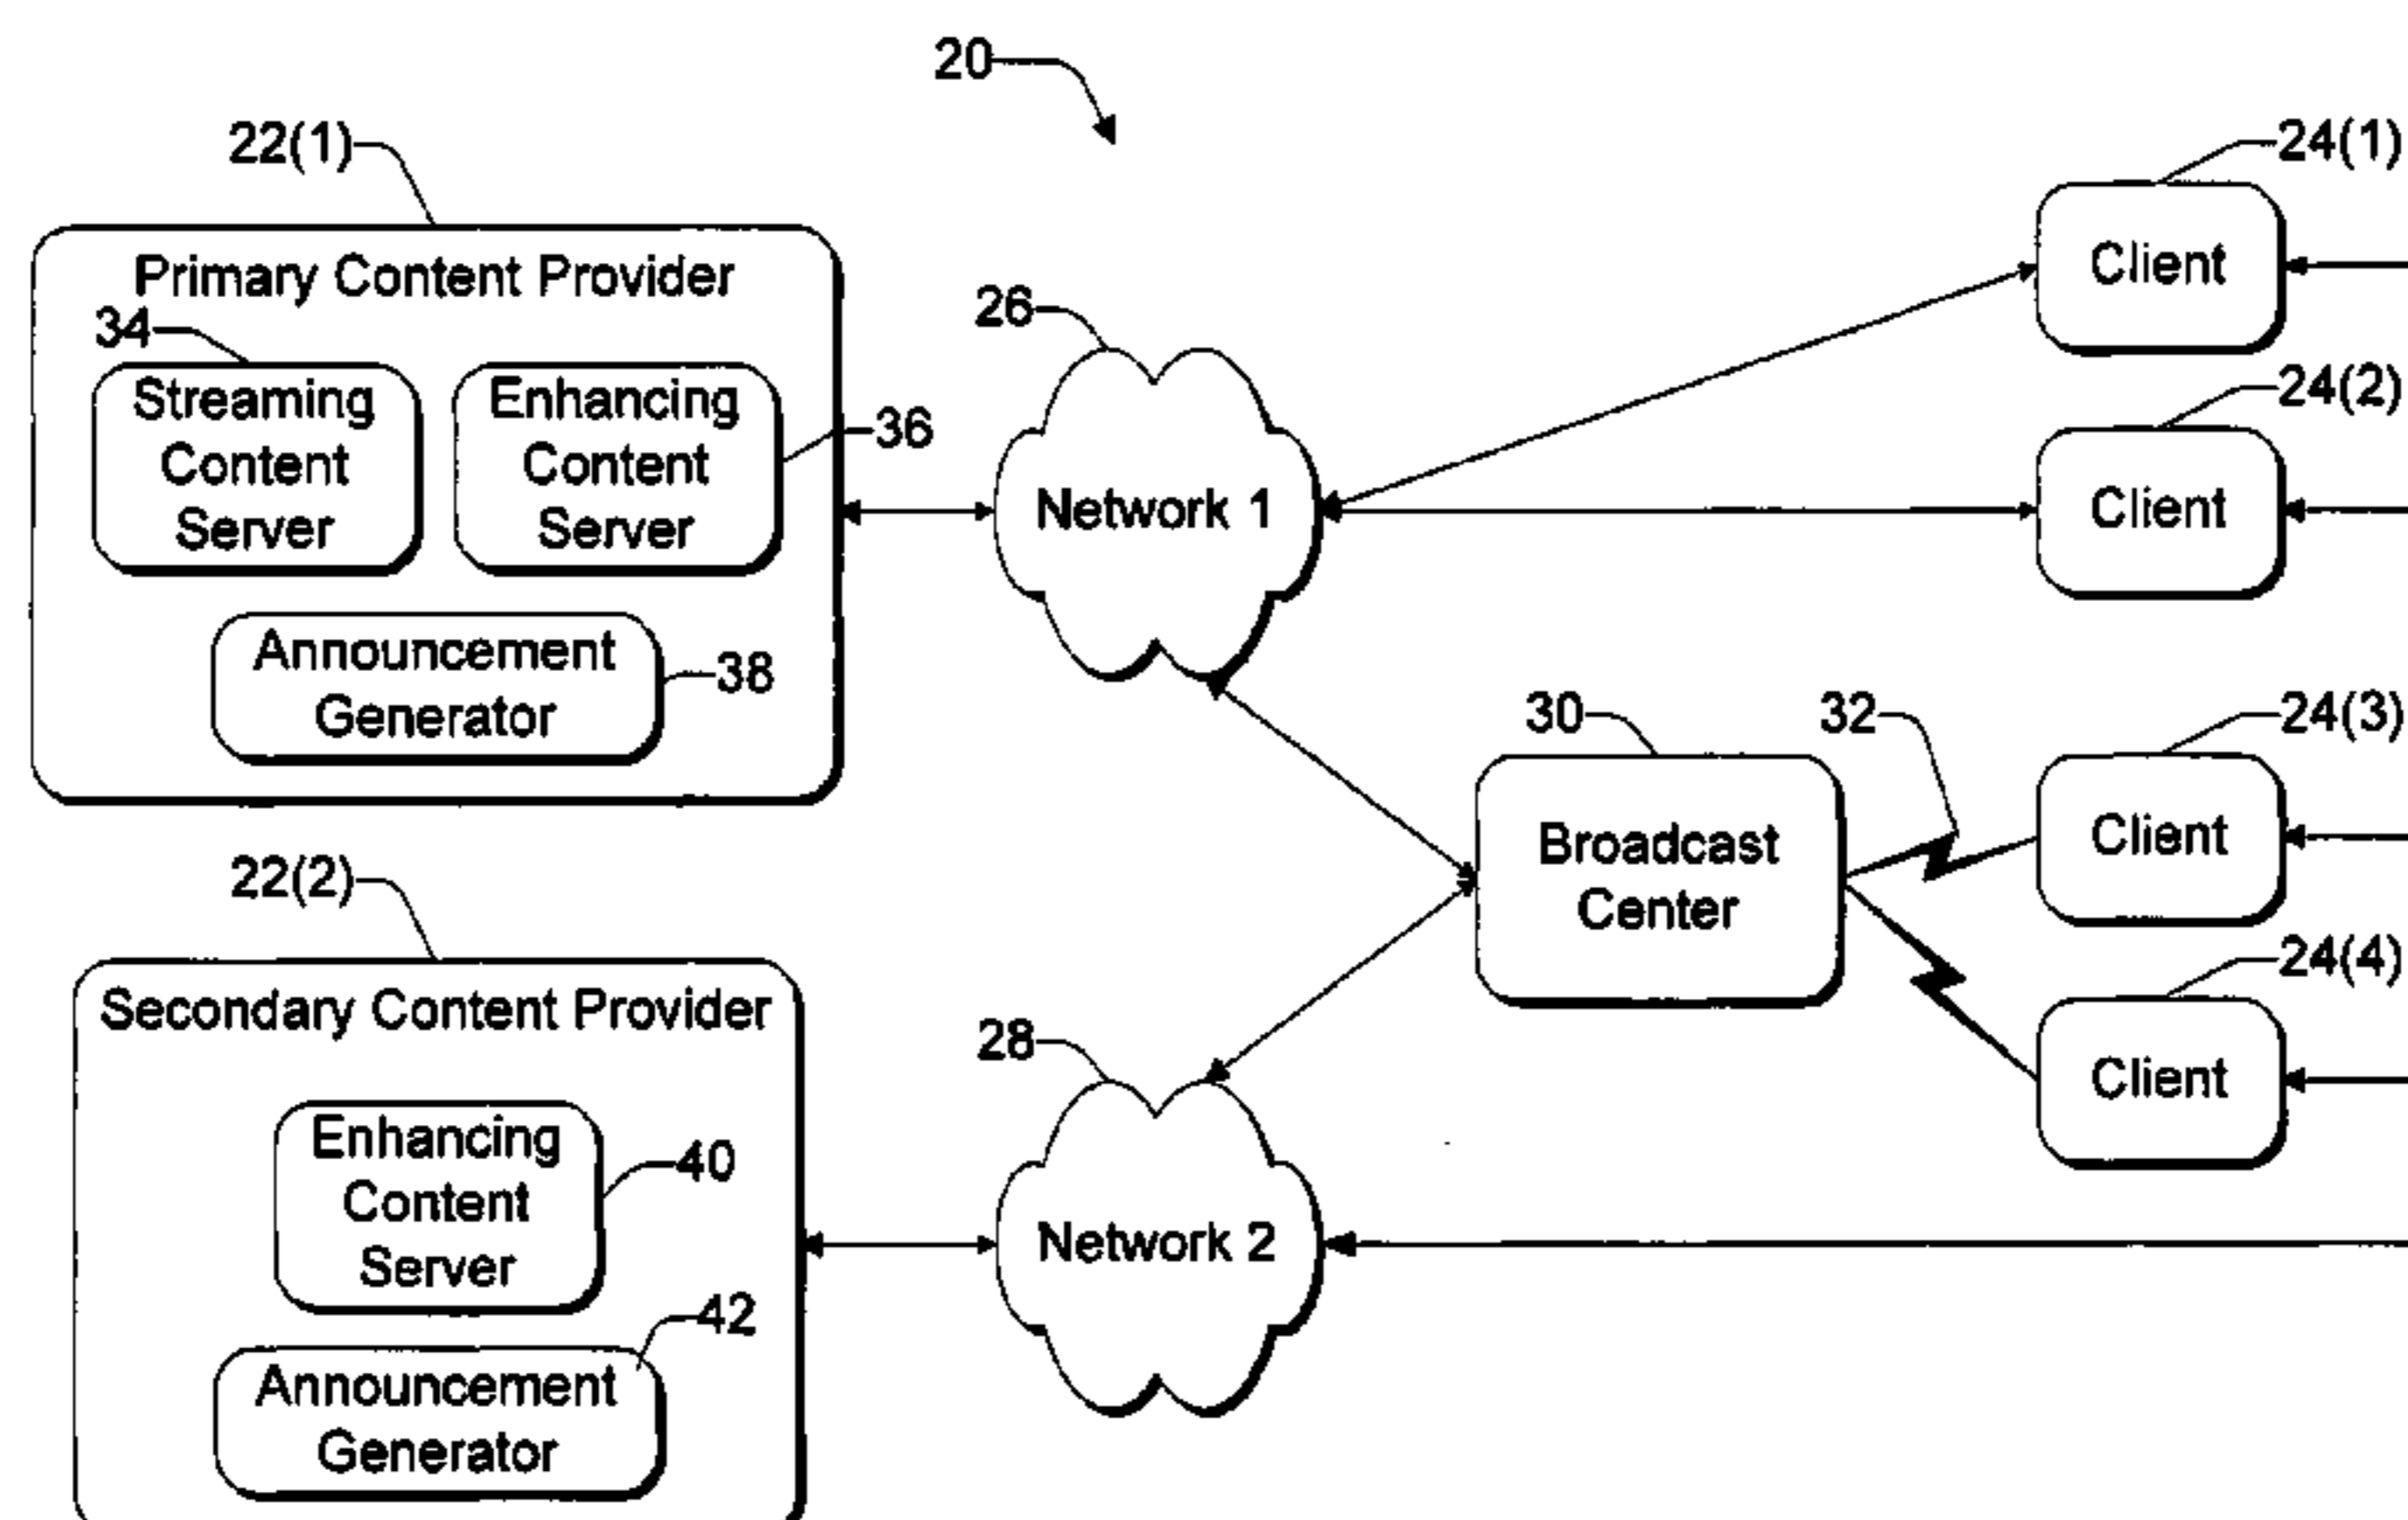 20
22(1)
24(1)
Primary Content Provider
Client
34
26
Streaming
Content
Server
Enhancing
Content
Server
36
24(2)
Network 1
Client
Announcement
Generator
38
30
32
24(3)
Broadcast
Center
Client
22(2)
24(4)
Secondary Content Provider
28
Client
Enhancing
Content
Server
40
Network 2
42
Announcement
Generator